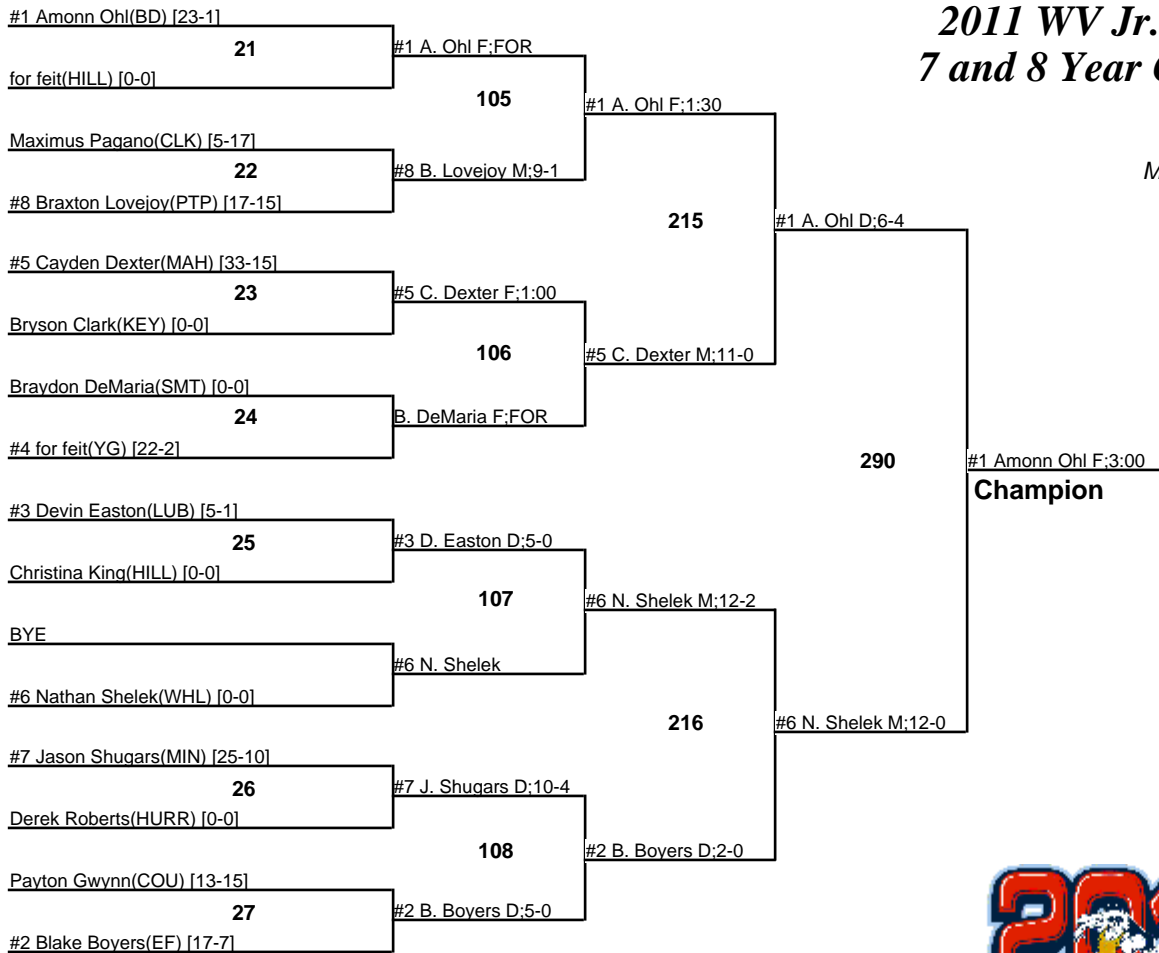 2011 WV Jr.
7 and 8 Year
M
#1 Amonn Ohl(BD) [23-1]
21
for feit(HILL) [0-0]
#1 A. Ohl F;FOR
105
Maximus Pagano(CLK) [5-17]
22
#8 Braxton Lovejoy(PTP) [17-15]
#8 B. Lovejoy M;9-1
#1 A. Ohl F;1:30
215
#5 Cayden Dexter(MAH) [33-15]
23
Bryson Clark(KEY) [0-0]
#5 C. Dexter F;1:00
106
Braydon DeMaria(SMT) [0-0]
24
#4 for feit(YG) [22-2]
B. DeMaria F;FOR
#5 C. Dexter M;11-0
#1 A. Ohl D;6-4
290
#1 Amonn Ohl F;3:00
Champion
#3 Devin Easton(LUB) [5-1]
25
Christina King(HILL) [0-0]
#3 D. Easton D;5-0
107
BYE
#6 Nathan Shelek(WHL) [0-0]
#6 N. Shelek
#6 N. Shelek M;12-2
216
#6 N. Shelek M;12-0
#7 Jason Shugars(MIN) [25-10]
26
Derek Roberts(HURR) [0-0]
#7 J. Shugars D;10-4
108
Payton Gwynn(COU) [13-15]
27
#2 Blake Boyers(EF) [17-7]
#2 B. Boyers D;5-0
#2 B. Boyers D;2-0